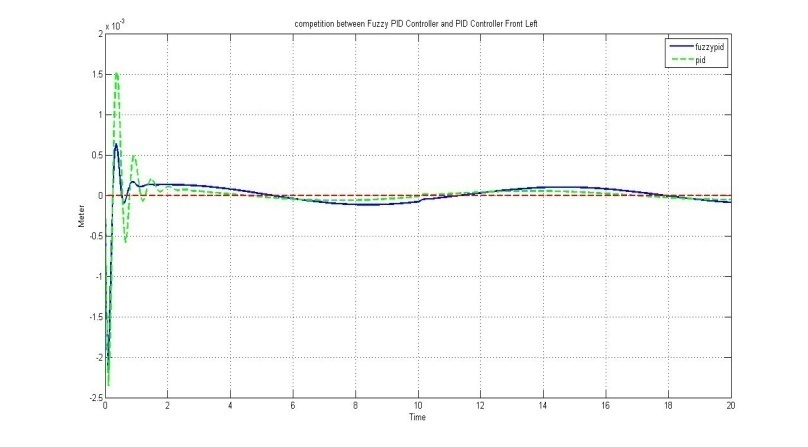 competition between Fuzzy PID Controller and PID Controller Front Left
x 10⁻³
fuzzypid
pid
2
1.5
1
0.5
0
-0.5
-1
-1.5
-2
-2.5
Meter
0 2 4 6 8 10 12 14 16 18 20
Time